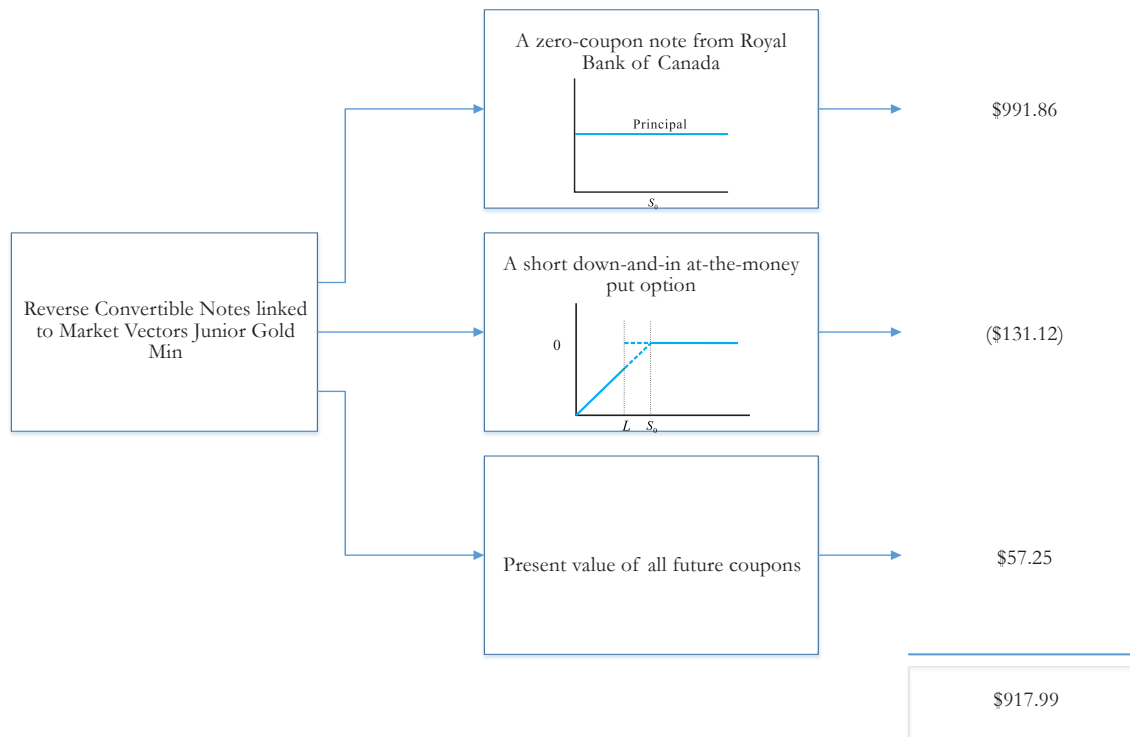 A zero-coupon note from Royal
Bank of Canada
Principal
S₀
$991.86
Reverse Convertible Notes linked
to Market Vectors Junior Gold
Min
A short down-and-in at-the-money
put option
0
L S₀
($131.12)
Present value of all future coupons
$57.25
$917.99